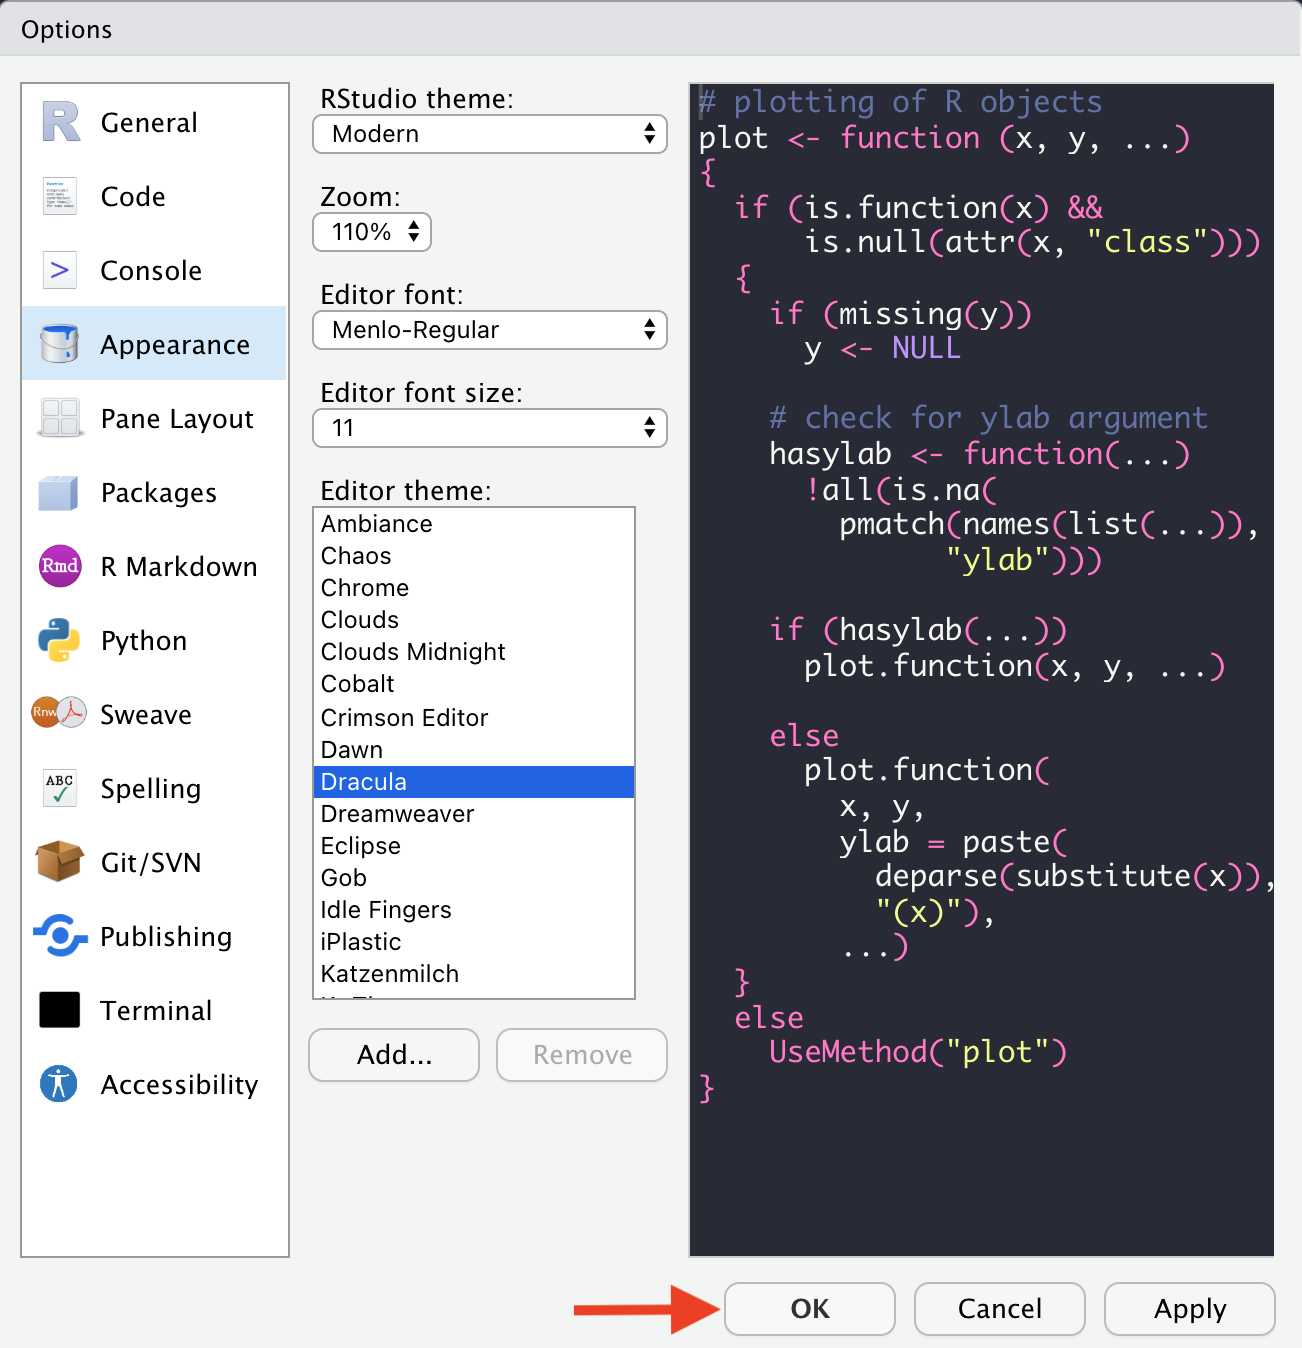 Options
General
Code
Console
Appearance
Pane Layout
Packages
Rmd
R Markdown
Python
Rnw
Sweave
ABC
Spelling
Git/SVN
Publishing
Terminal
Accessibility
RStudio theme:
Modern
Zoom:
110%
Editor font:
Menlo-Regular
Editor font size:
11
Editor theme:
Ambiance
Chaos
Chrome
Clouds
Clouds Midnight
Cobalt
Crimson Editor
Dawn
Dracula
Dreamweaver
Eclipse
Gob
Idle Fingers
iPlastic
Katzenmilch
Add...
Remove
# plotting of R objects
plot <- function (x, y, ...)
{
  if (is.function(x) &&
      is.null(attr(x, "class")))
  {
    if (missing(y))
      y <- NULL
    # check for ylab argument
    hasylab <- function(...)
      !all(is.na(
        pmatch(names(list(...)),
              "ylab")))
    if (hasylab(...))
      plot.function(x, y, ...)
    else
      plot.function(
        x, y,
        ylab = paste(
          deparse(substitute(x)),
          "(x)"),
        ...)
  }
  else
    UseMethod("plot")
}
OK
Cancel
Apply